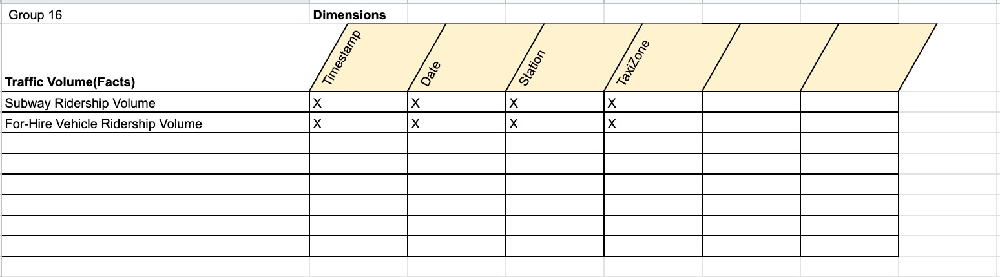 Group 16 Dimensions
Timestamp Date Station TaxiZone
Traffic Volume(Facts)
Subway Ridership Volume X X X X
For-Hire Vehicle Ridership Volume X X X X